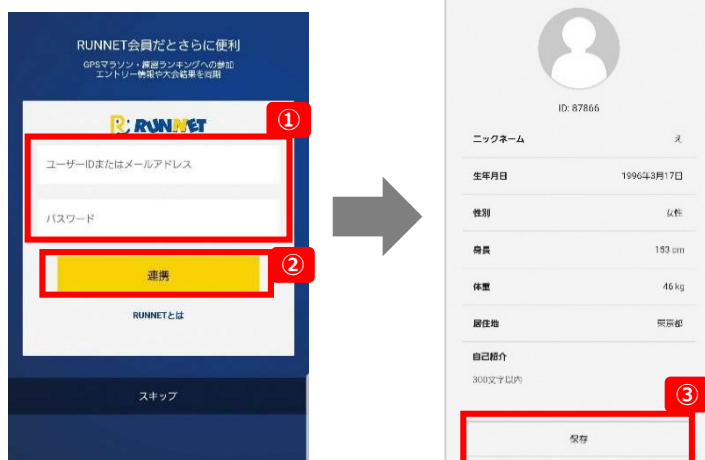 RUNNET会員だとさらに便利
GPSマラソン・練習ランキングへの参加
エントリー情報や大会結果を同期
RUNNET
①
ユーザーIDまたはメールアドレス
パスワード
②
連携
RUNNETとは
スキップ
ID: 87866
ニックネーム え
生年月日 1996年3月17日
性別 女性
身長 153 cm
体重 46 kg
居住地 東京都
自己紹介
300文字以内
③
保存